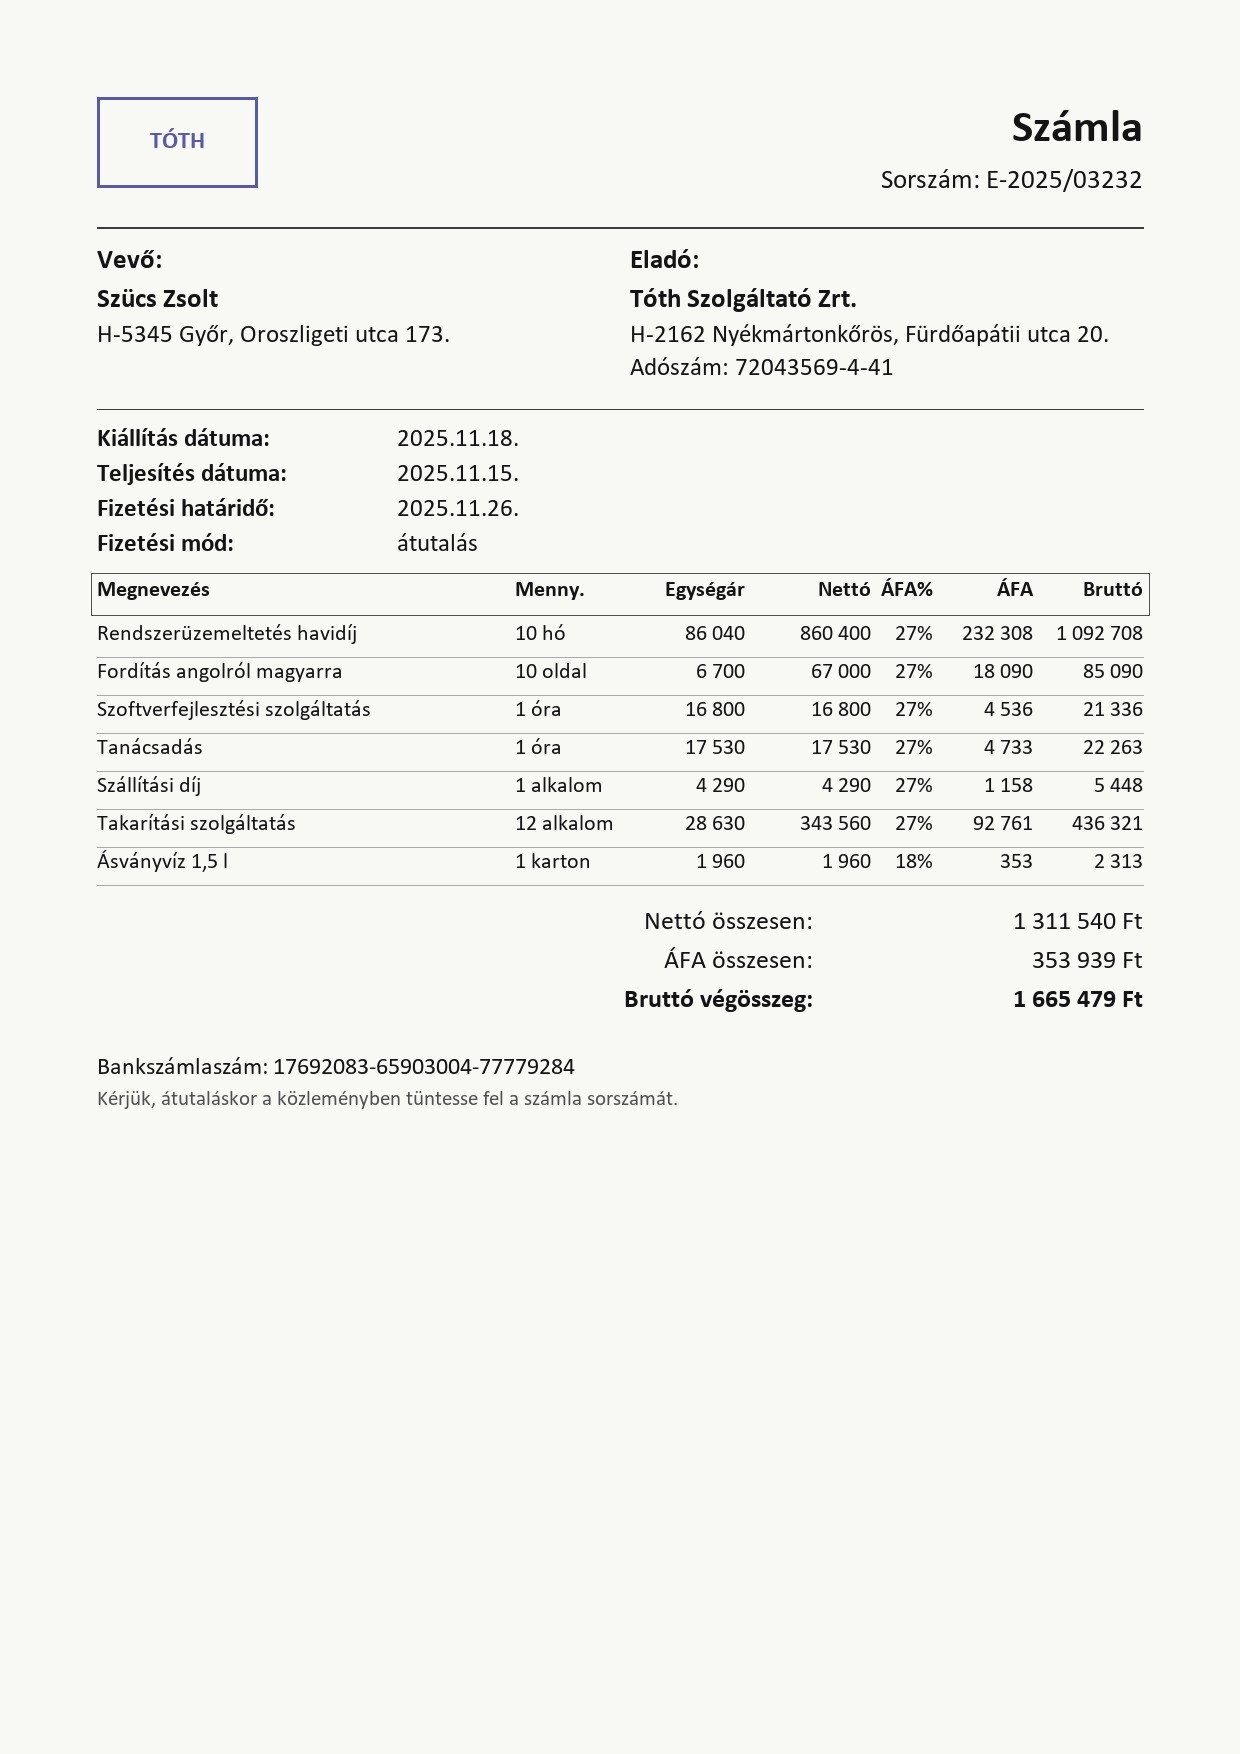 TÓTH
Számla
Sorszám: E-2025/03232
Vevő:
Szücs Zsolt
H-5345 Győr, Oroszligeti utca 173.
Eladó:
Tóth Szolgáltató Zrt.
H-2162 Nyékmártonkőrös, Fürdőapátii utca 20.
Adószám: 72043569-4-41
Kiállítás dátuma: 2025.11.18.
Teljesítés dátuma: 2025.11.15.
Fizetési határidő: 2025.11.26.
Fizetési mód: átutalás
Megnevezés Menny. Egységár Nettó ÁFA% ÁFA Bruttó
Rendszerüzemeltetés havidíj 10 hó 86 040 860 400 27% 232 308 1 092 708
Fordítás angolról magyarra 10 oldal 6 700 67 000 27% 18 090 85 090
Szoftverfejlesztési szolgáltatás 1 óra 16 800 16 800 27% 4 536 21 336
Tanácsadás 1 óra 17 530 17 530 27% 4 733 22 263
Szállítási díj 1 alkalom 4 290 4 290 27% 1 158 5 448
Takarítási szolgáltatás 12 alkalom 28 630 343 560 27% 92 761 436 321
Ásványvíz 1,5 l 1 karton 1 960 1 960 18% 353 2 313
Nettó összesen: 1 311 540 Ft
ÁFA összesen: 353 939 Ft
Bruttó végösszeg: 1 665 479 Ft
Bankszámlaszám: 17692083-65903004-77779284
Kérjük, átutaláskor a közleményben tüntesse fel a számla sorszámát.